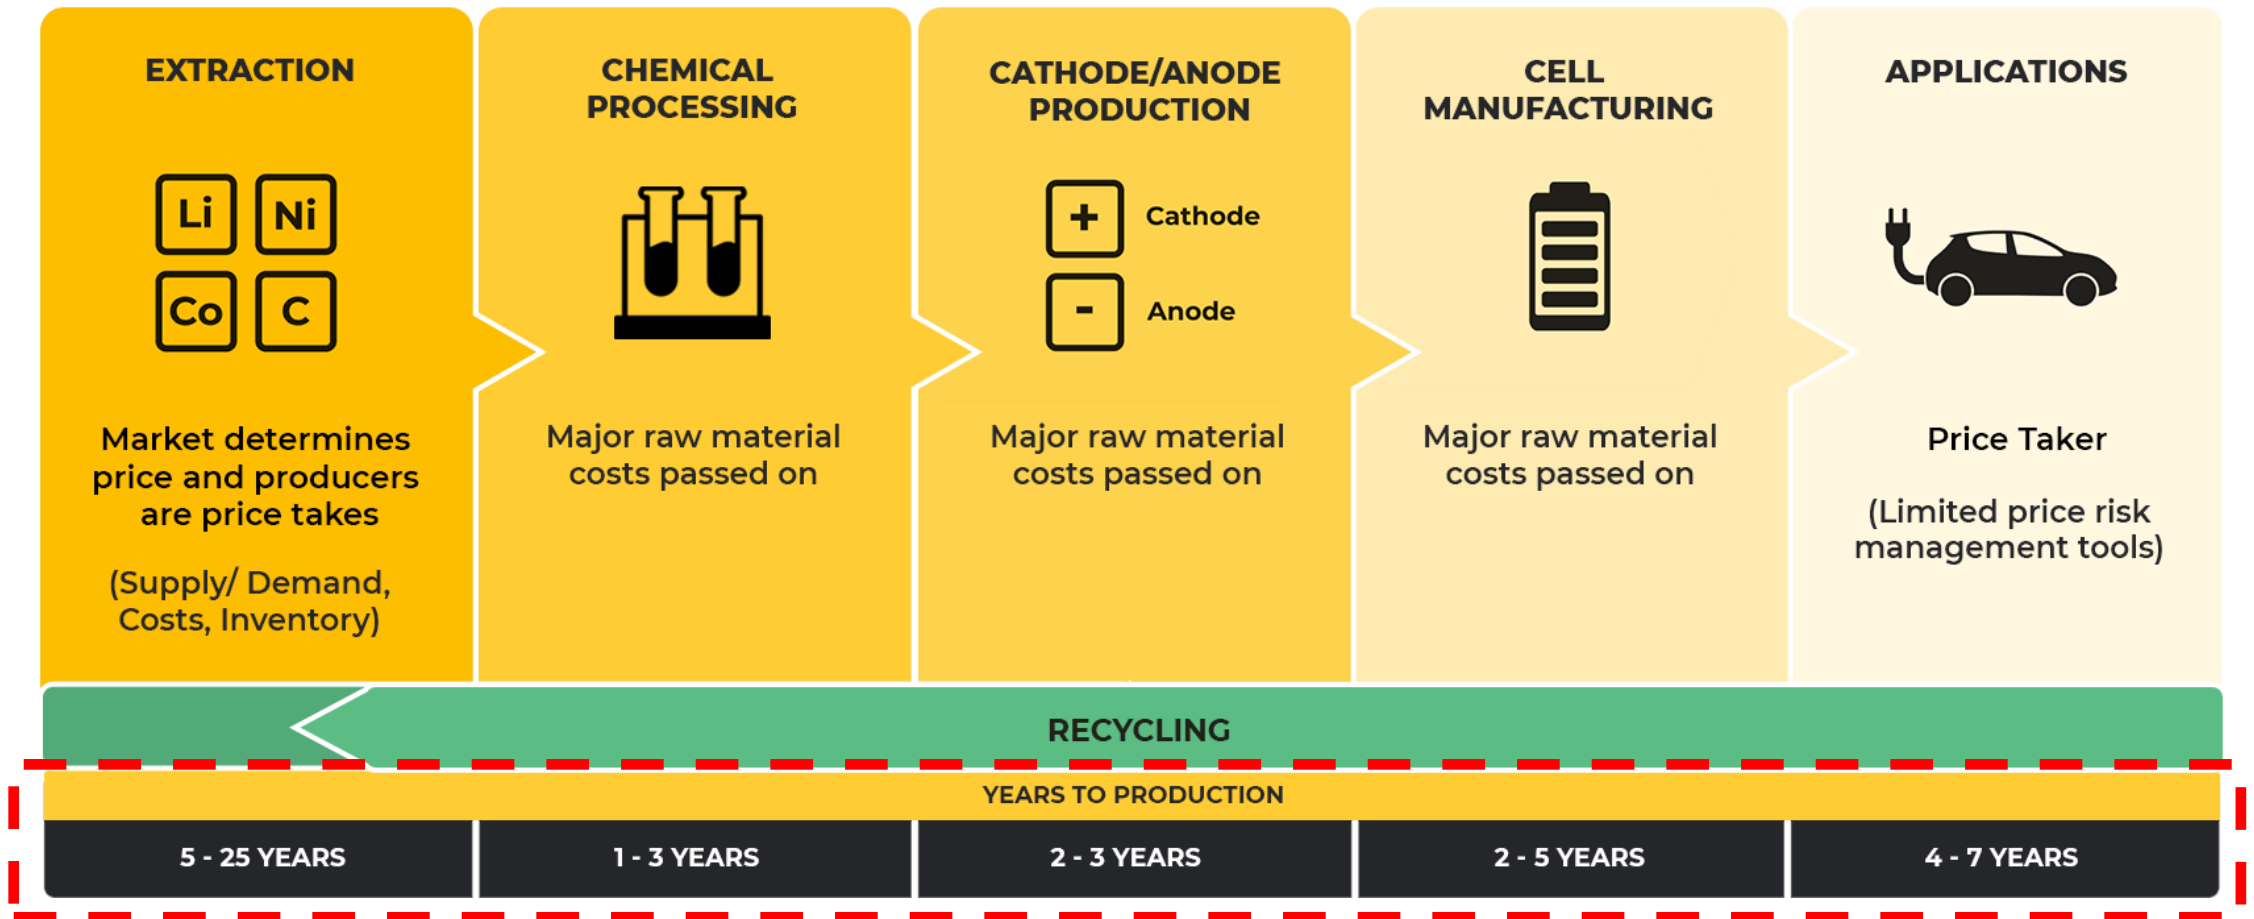 EXTRACTION
Li Ni
Co C
Market determines
price and producers
are price takes
(Supply/ Demand,
Costs, Inventory)
CHEMICAL
PROCESSING
Major raw material
costs passed on
CATHODE/ANODE
PRODUCTION
+ Cathode
- Anode
Major raw material
costs passed on
CELL
MANUFACTURING
Major raw material
costs passed on
APPLICATIONS
Price Taker
(Limited price risk
management tools)
RECYCLING
YEARS TO PRODUCTION
5 - 25 YEARS
1 - 3 YEARS
2 - 3 YEARS
2 - 5 YEARS
4 - 7 YEARS